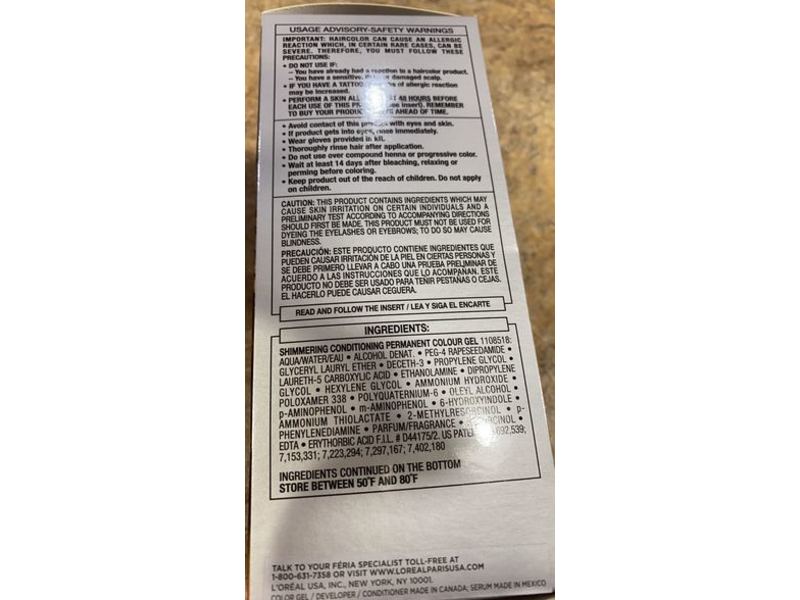 USAGE ADVISORY-SAFETY WARNINGS
IMPORTANT: HAIRCOLOR CAN CAUSE AN ALLERGIC
REACTION WHICH, IN CERTAIN RARE CASES, CAN BE
SEVERE. THEREFORE, YOU MUST FOLLOW THESE
PRECAUTIONS:
• DO NOT USE IF:
– You have already had a reaction to a haircolor product.
– You have a sensitive, damaged scalp.
• IF YOU HAVE A TATTOO of allergic reaction
may be increased.
• PERFORM A SKIN 48 HOURS BEFORE
EACH USE OF THIS insert). REMEMBER
TO BUY YOUR AHEAD OF TIME.
• Avoid contact of this with eyes and skin.
• If product gets into eyes, rinse immediately.
• Wear gloves provided in kit.
• Thoroughly rinse hair after application.
• Do not use over compound henna or progressive color.
• Wait at least 14 days after bleaching, relaxing or
perming before coloring.
• Keep product out of the reach of children. Do not apply
on children.
CAUTION: THIS PRODUCT CONTAINS INGREDIENTS WHICH MAY
CAUSE SKIN IRRITATION ON CERTAIN INDIVIDUALS AND A
PRELIMINARY TEST ACCORDING TO ACCOMPANYING DIRECTIONS
SHOULD FIRST BE MADE. THIS PRODUCT MUST NOT BE USED FOR
DYEING THE EYELASHES OR EYEBROWS; TO DO SO MAY CAUSE
BLINDNESS.
PRECAUCIÓN: ESTE PRODUCTO CONTIENE INGREDIENTES QUE
PUEDEN CAUSAR IRRITACIÓN DE LA PIEL EN CIERTAS PERSONAS Y
SE DEBE PRIMERO LLEVAR A CABO UNA PRUEBA PRELIMINAR DE
ACUERDO A LAS INSTRUCCIONES QUE LO ACOMPAÑAN. ESTE
PRODUCTO NO DEBE SER USADO PARA TENIR PESTAÑAS O CEJAS.
EL HACERLO PUEDE CAUSAR CEGUERA.
READ AND FOLLOW THE INSERT / LEA Y SIGA EL ENCARTE
INGREDIENTS:
SHIMMERING CONDITIONING PERMANENT COLOUR GEL 1108518:
AQUA/WATER/EAU • ALCOHOL DENAT. • PEG-4 RAPESEEDAMIDE •
GLYCERYL LAURYL ETHER • DECETH-3 • PROPYLENE GLYCOL •
LAURETH-5 CARBOXYLIC ACID • ETHANOLAMINE • DIPROPYLENE
GLYCOL • HEXYLENE GLYCOL • AMMONIUM HYDROXIDE •
POLOXAMER 338 • POLYQUATERNIUM-6 • OLEYL ALCOHOL •
p-AMINOPHENOL • m-AMINOPHENOL • 6-HYDROXYINDOLE •
AMMONIUM THIOLACTATE • 2-METHYLRESORCINOL • p-
PHENYLENEDIAMINE • PARFUM/FRAGRANCE • RESORCINOL •
EDTA • ERYTHORBIC ACID F.I.L. # D44175/2. US 692,539;
7,153,331; 7,223,294; 7,297,167; 7,402,180
INGREDIENTS CONTINUED ON THE BOTTOM
STORE BETWEEN 50°F AND 80°F
TALK TO YOUR FÉRIA SPECIALIST TOLL-FREE AT
1-800-631-7358 OR VISIT WWW.LOREALPARISUSA.COM
L'ORÉAL USA, INC., NEW YORK, NY 10001.
COLOR GEL / DEVELOPER / CONDITIONER MADE IN CANADA; SERUM MADE IN MEXICO